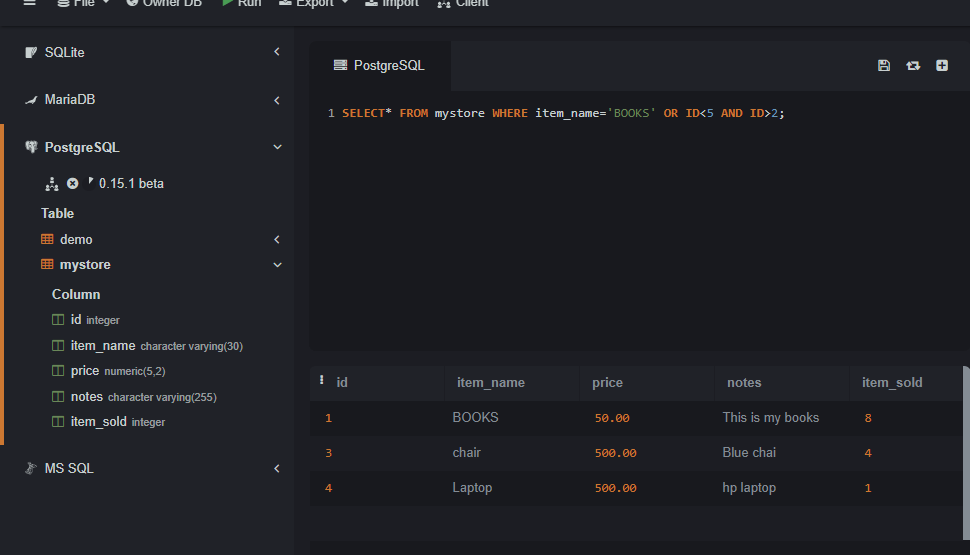 File Owner DB Run Export Import Client
SQLite
MariaDB
PostgreSQL
0.15.1 beta
Table
demo
mystore
Column
id integer
item_name character varying(30)
price numeric(5,2)
notes character varying(255)
item_sold integer
MS SQL
PostgreSQL
1 SELECT* FROM mystore WHERE item_name='BOOKS' OR ID<5 AND ID>2;
id item_name price notes item_sold
1 BOOKS 50.00 This is my books 8
3 chair 500.00 Blue chai 4
4 Laptop 500.00 hp laptop 1